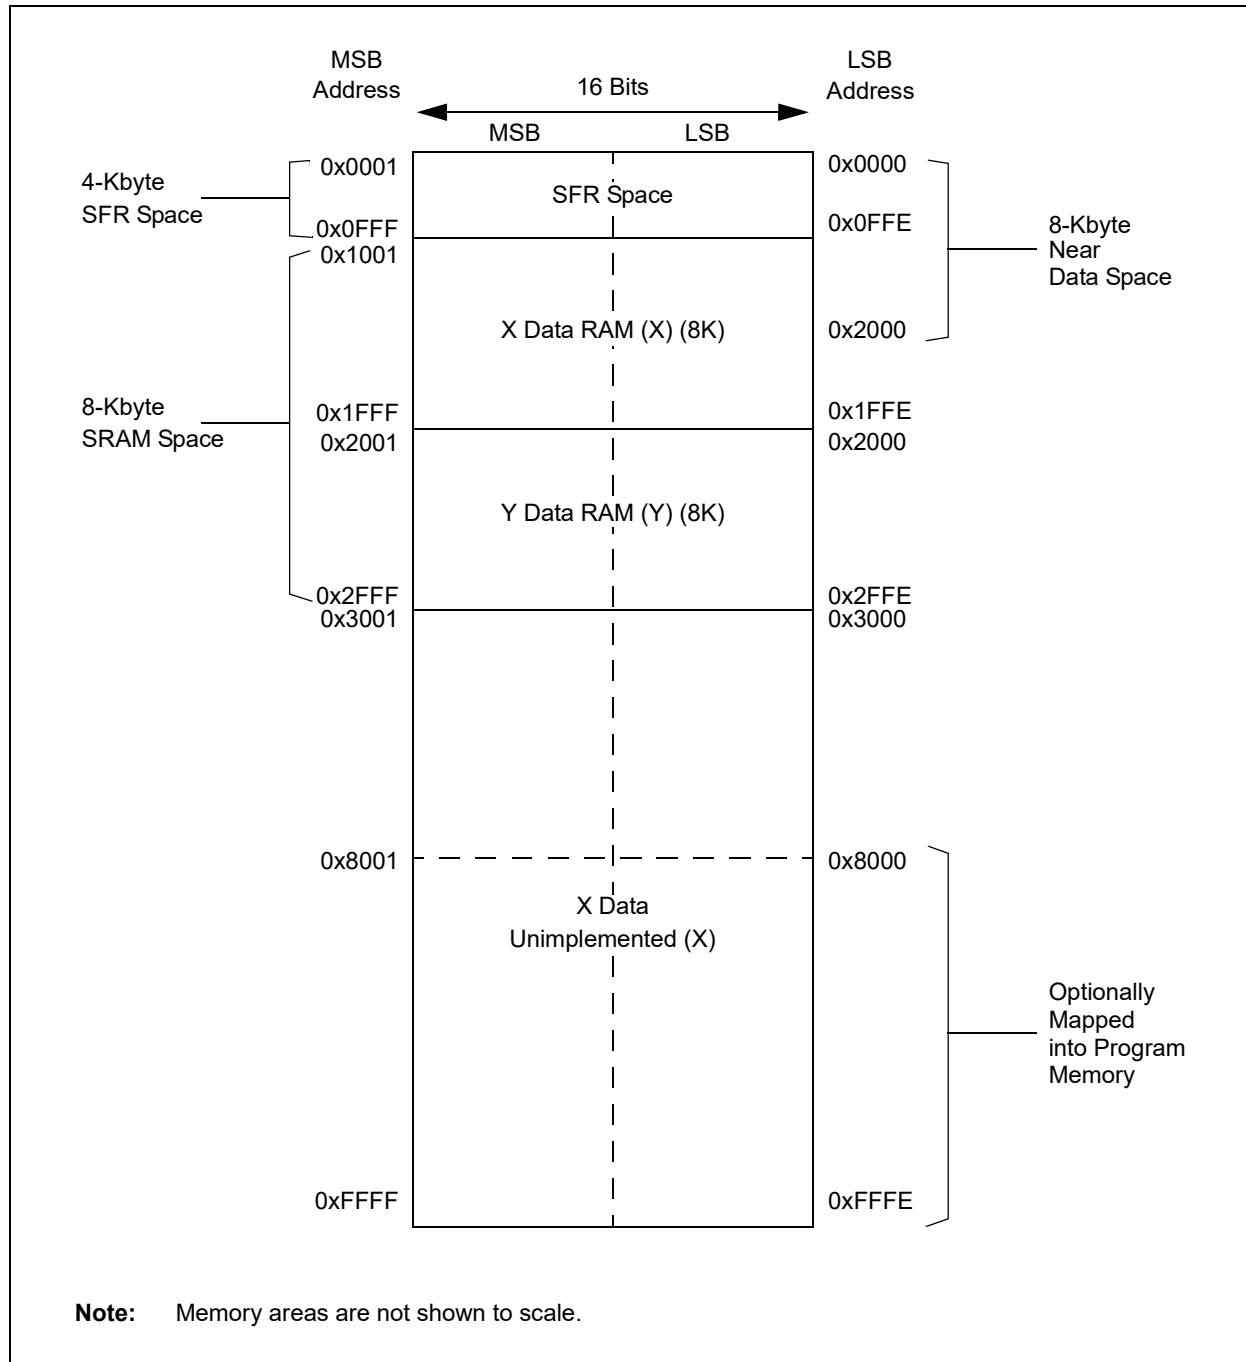 MSB
Address
LSB
Address
16 Bits
MSB
LSB
0x0001
0x0000
4-Kbyte
SFR Space
SFR Space
0x0FFF
0x0FFE
0x1001
8-Kbyte
Near
Data Space
X Data RAM (X) (8K)
0x2000
8-Kbyte
SRAM Space
0x1FFF
0x1FFE
0x2001
0x2000
Y Data RAM (Y) (8K)
0x2FFF
0x2FFE
0x3001
0x3000
0x8001
0x8000
X Data
Unimplemented (X)
Optionally
Mapped
into Program
Memory
0xFFFF
0xFFFE
Note: Memory areas are not shown to scale.